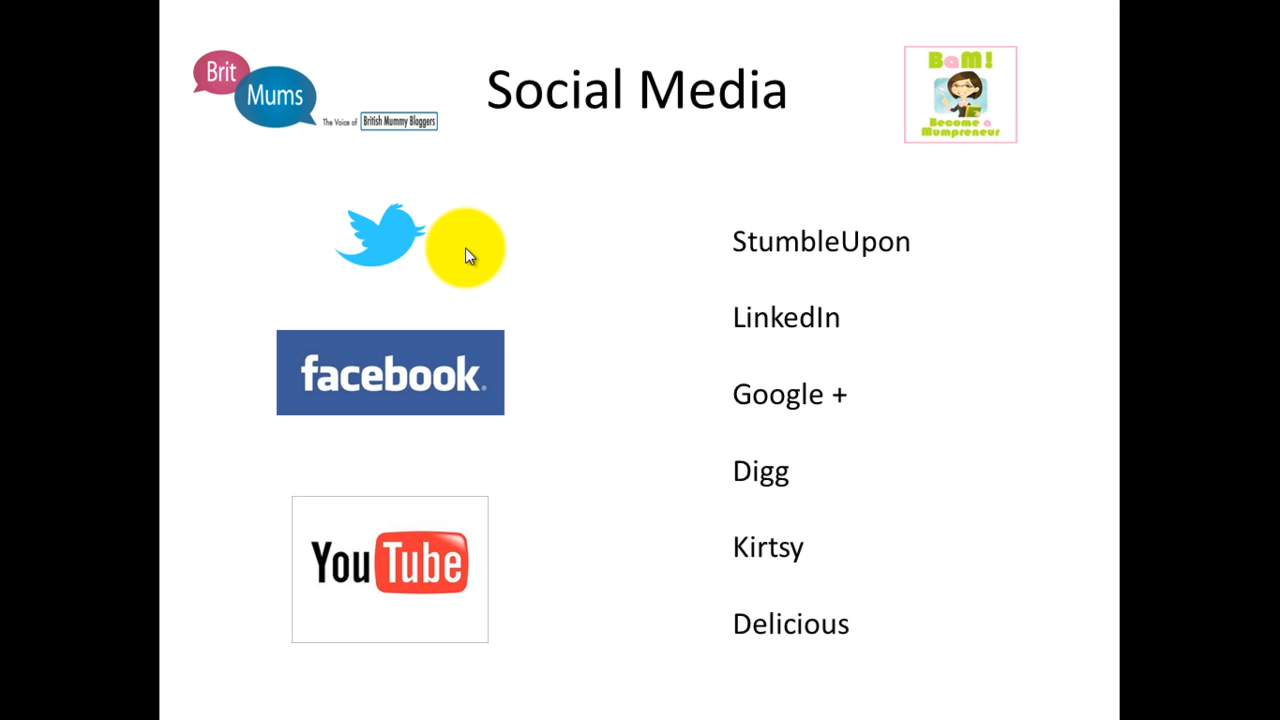 Brit
Mums
The Voice of British Mummy Bloggers
Social Media
BaM!
Become a
Mumpreneur
facebook.
YouTube
StumbleUpon
LinkedIn
Google +
Digg
Kirtsy
Delicious